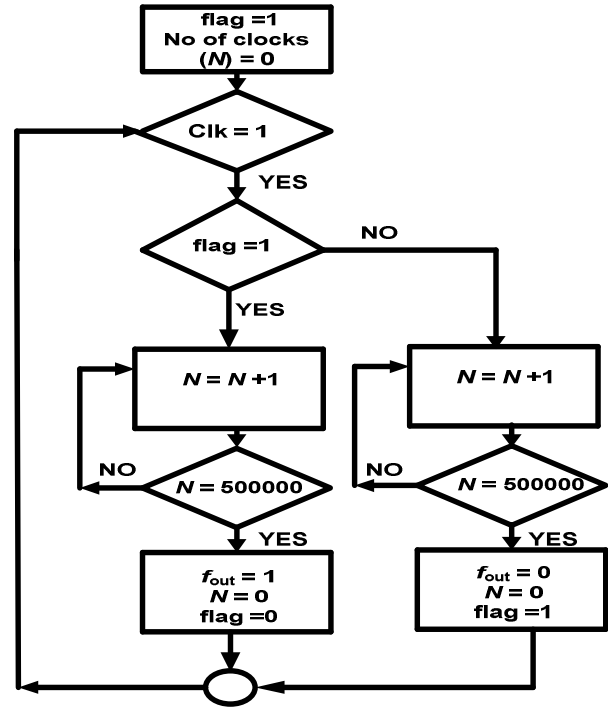 flag =1
No of clocks
(N) = 0
Clk = 1
YES
flag =1
NO
YES
N = N +1
N = N +1
NO
N = 500000
NO
N = 500000
YES
YES
fout = 1
N = 0
flag =0
fout = 0
N = 0
flag =1